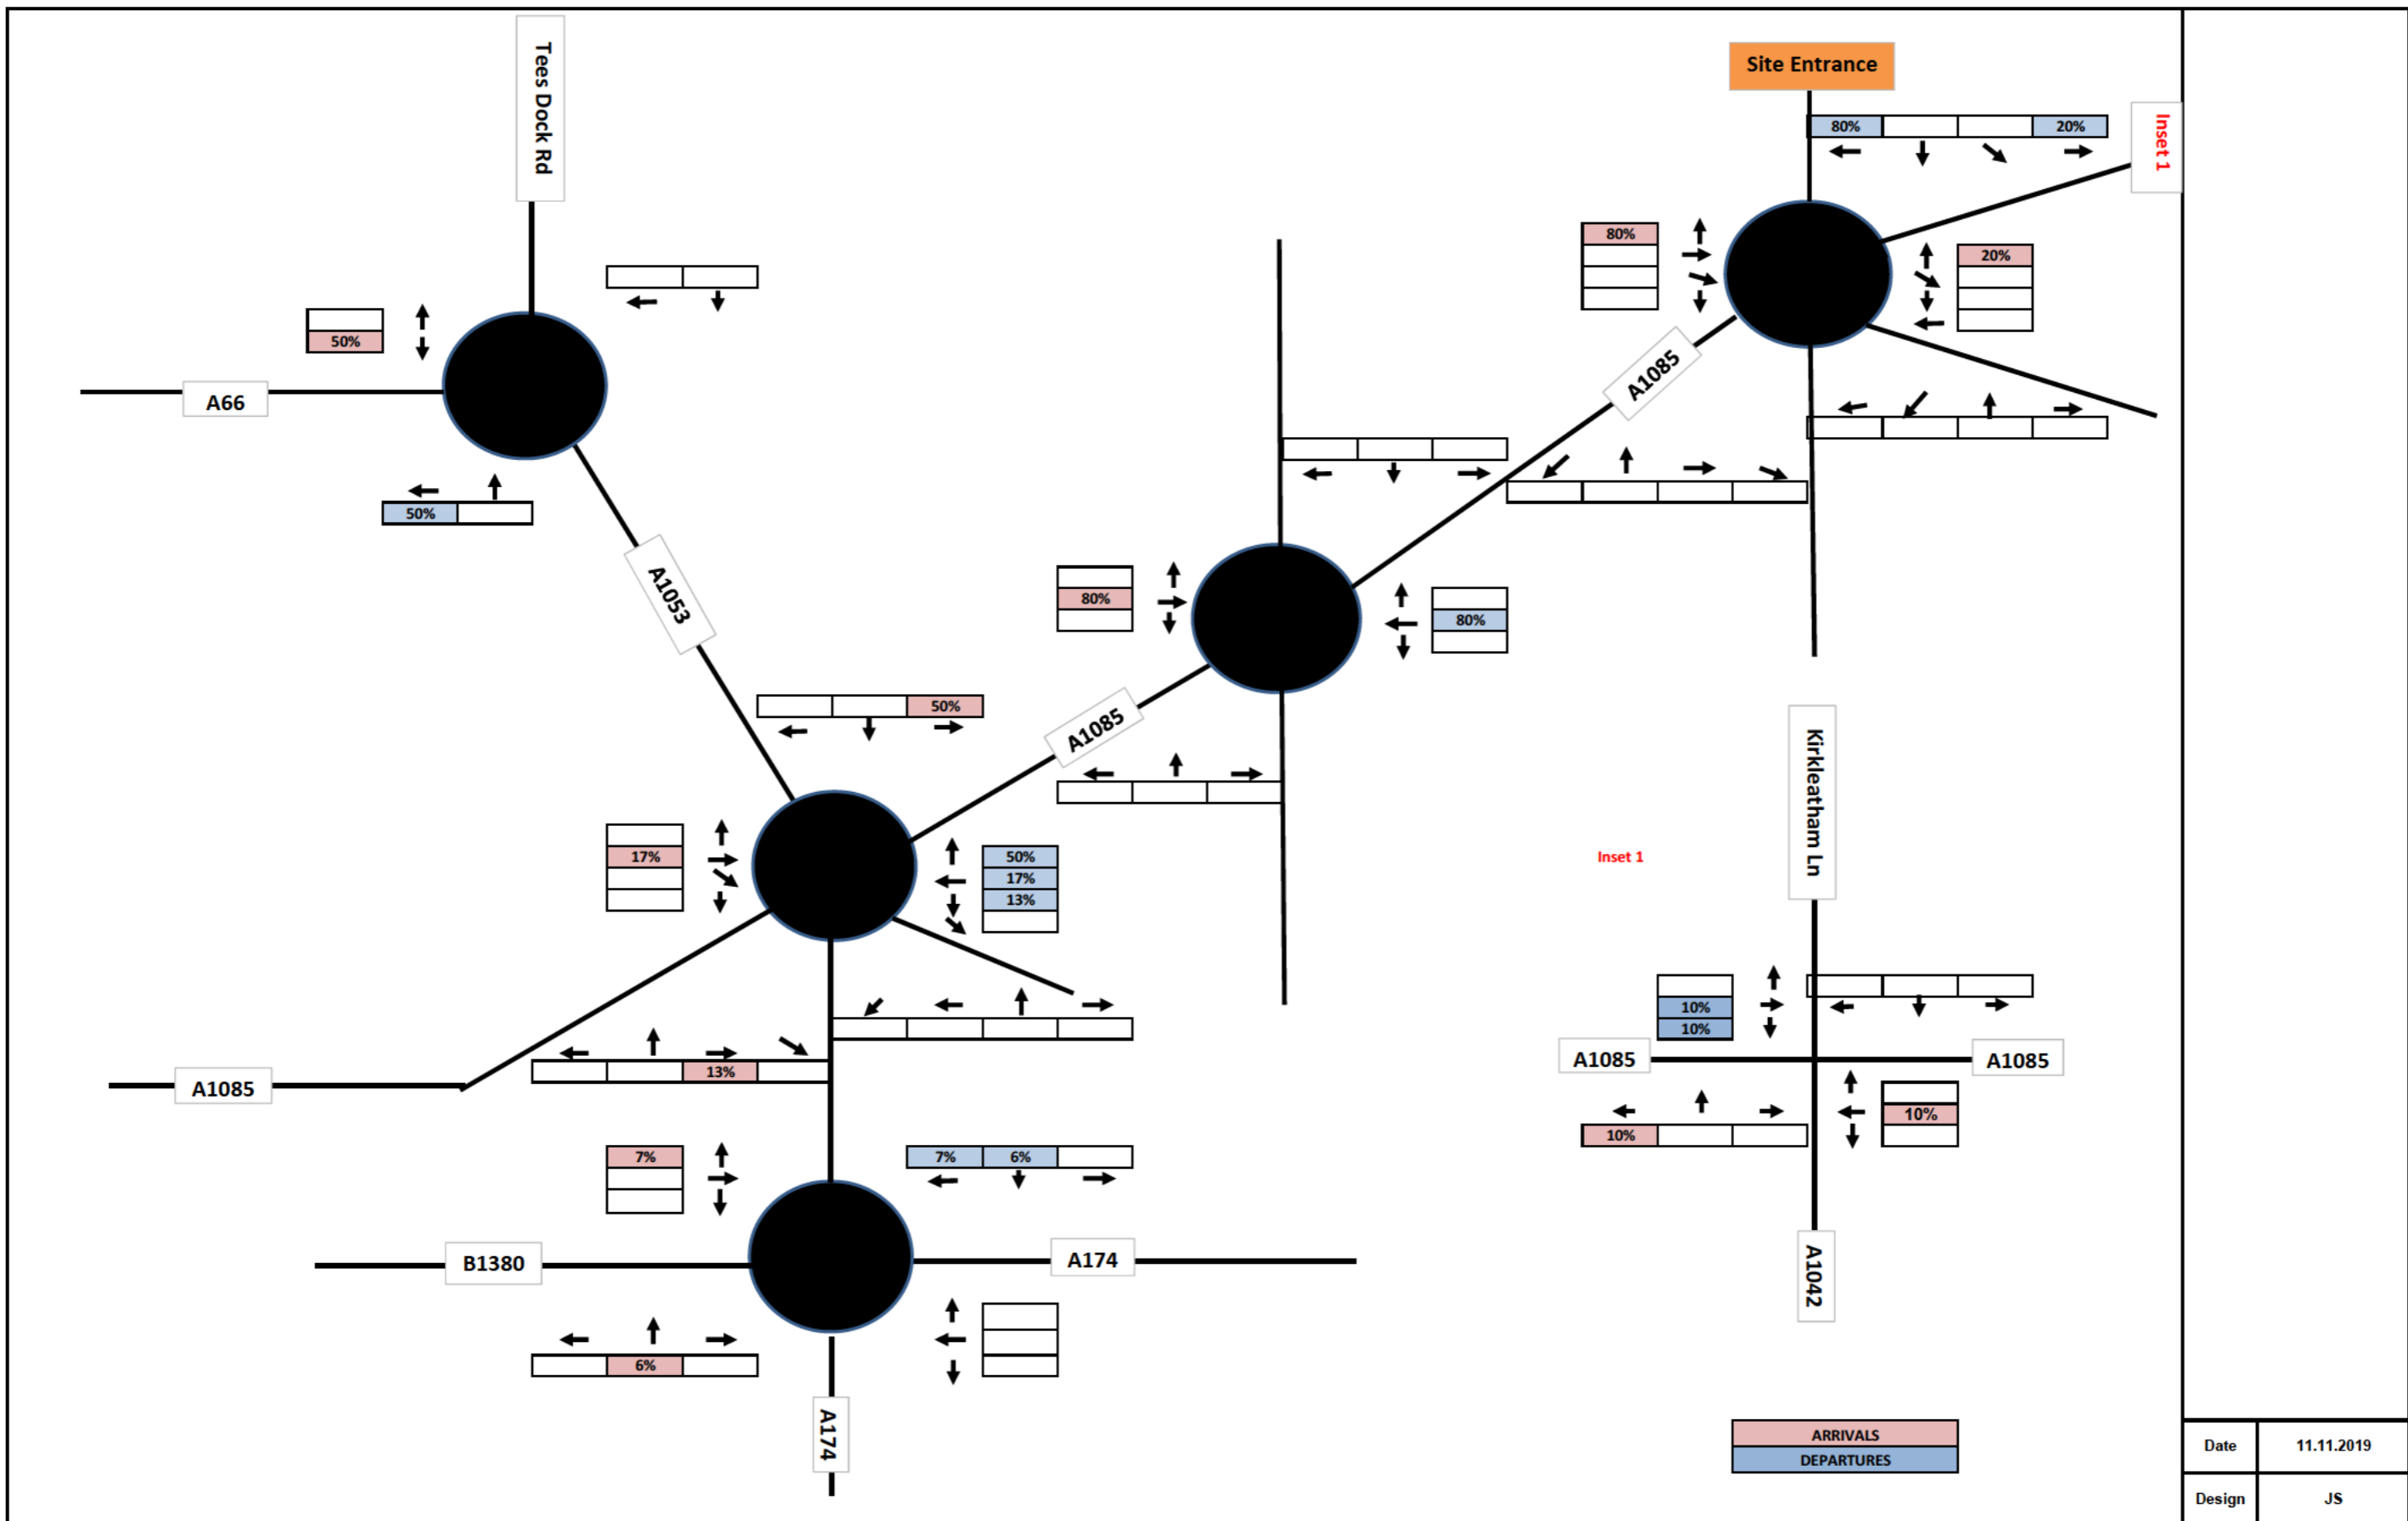 Tees Dock Rd
Site Entrance
Inset 1
80%
20%
80%
20%
50%
A66
A1085
50%
A1053
80%
80%
50%
A1085
Kirkleatham Ln
Inset 1
17%
50%
17%
13%
10%
10%
A1085
A1085
A1085
13%
10%
10%
7%
7%
6%
B1380
A174
A1042
6%
A174
ARRIVALS
DEPARTURES
Date
11.11.2019
Design
JS